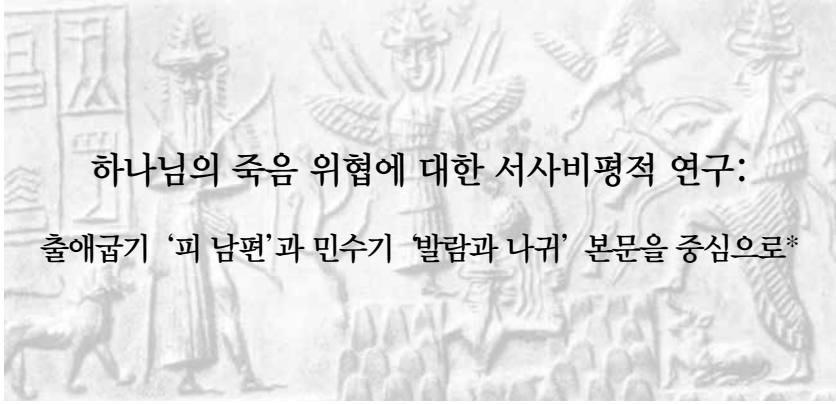 하나님의 죽음 위협에 대한 서사비평적 연구:
출애굽기 ‘피 남편’과 민수기 ‘발람과 나귀’ 본문을 중심으로*